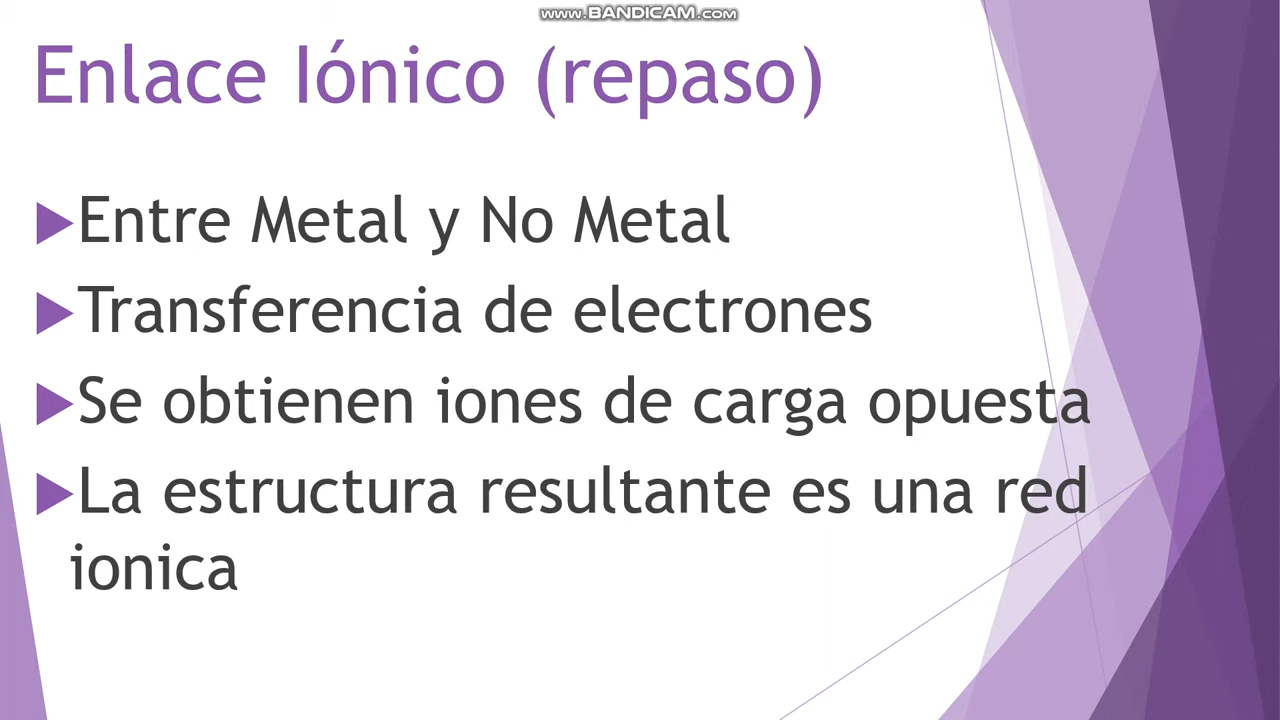 www.BANDICAM.com
Enlace Iónico (repaso)
Entre Metal y No Metal
Transferencia de electrones
Se obtienen iones de carga opuesta
La estructura resultante es una red
ionica